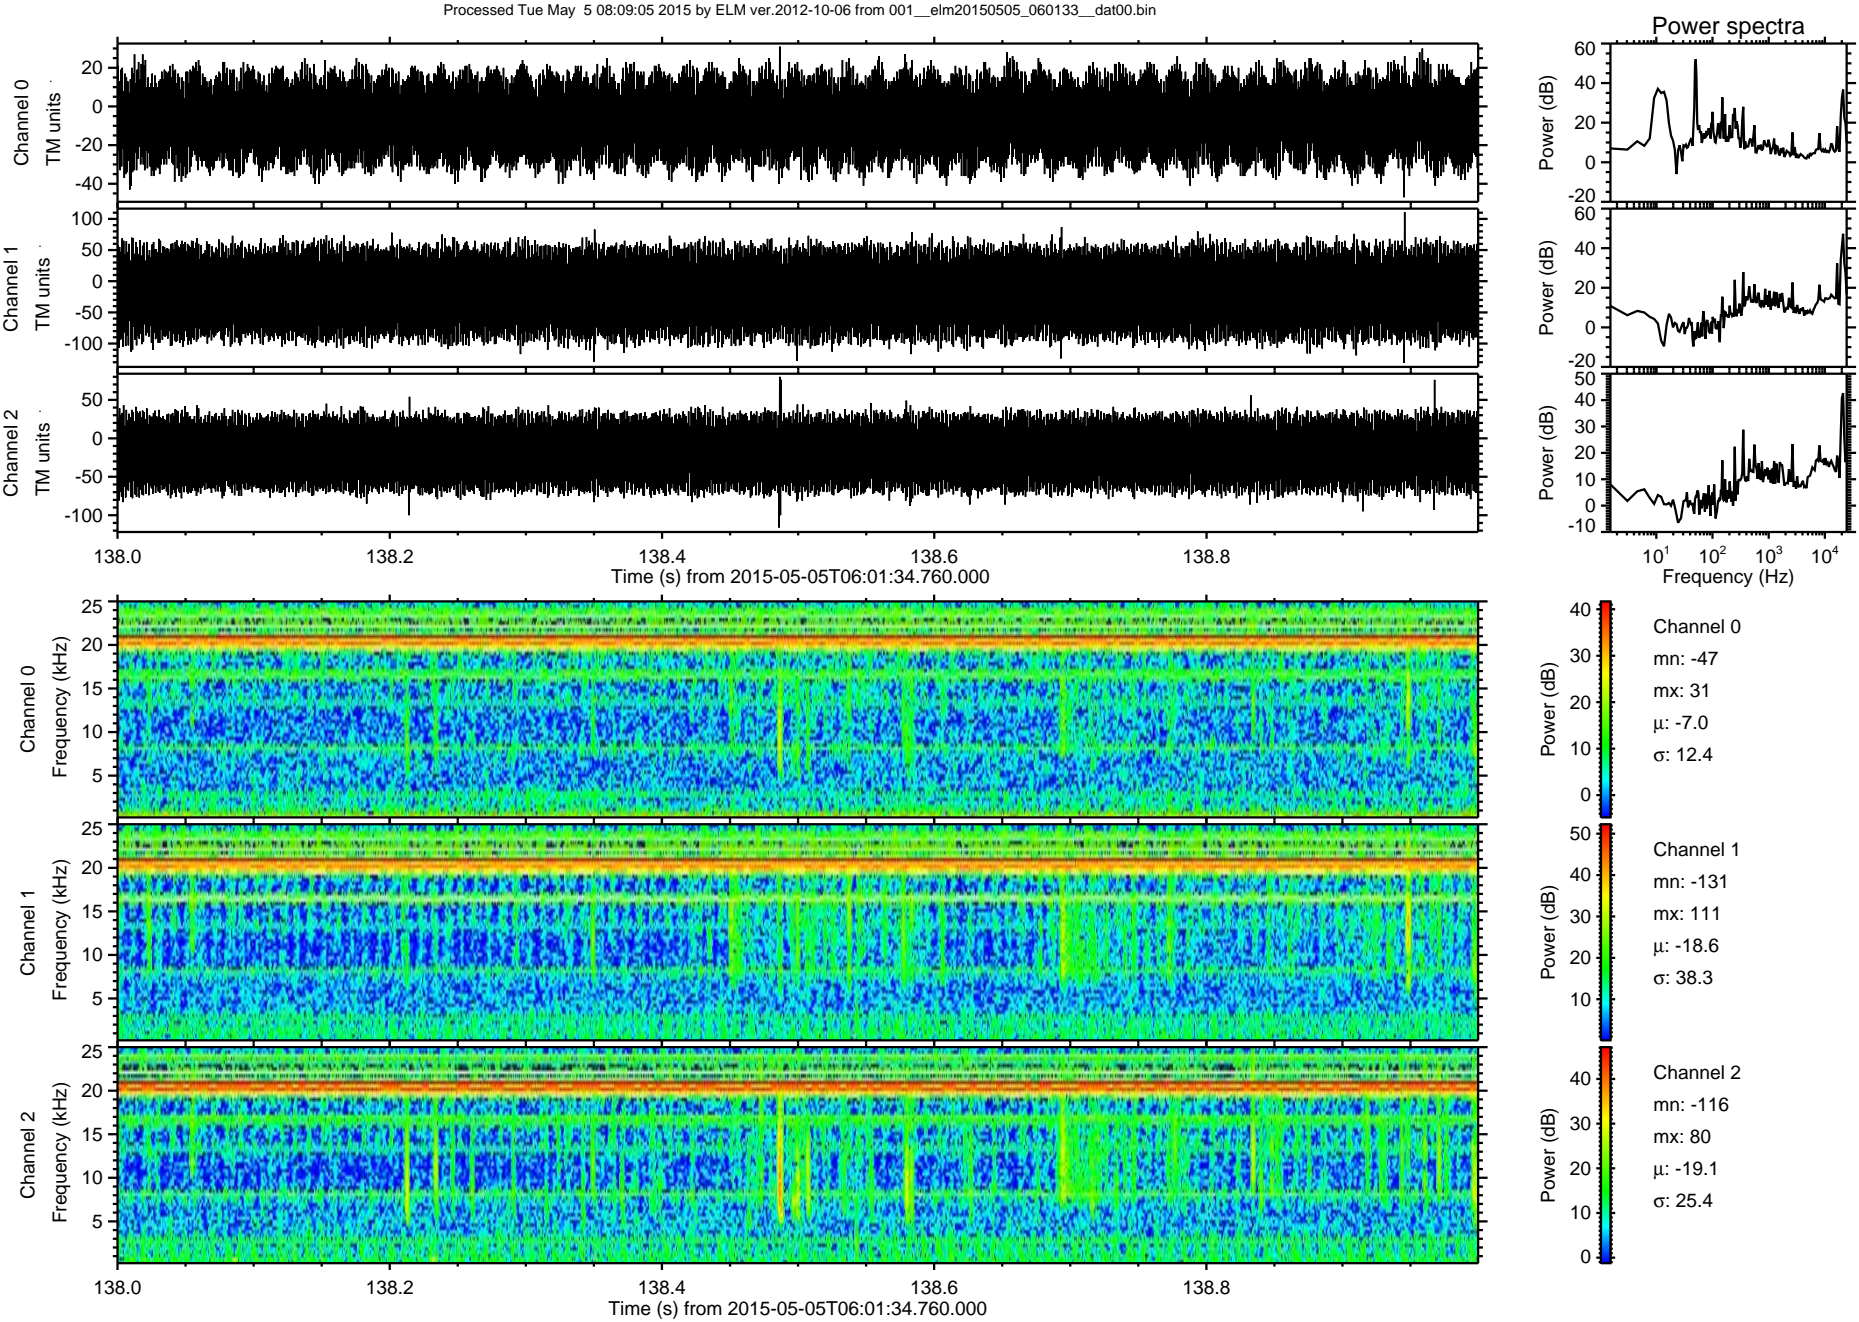 Processed Tue May  5 08:09:05 2015 by ELM ver.2012-10-06 from 001__elm20150505_060133__dat00.bin
Power spectra
Channel 0
TM units
20
0
-20
-40
Power (dB)
60
40
20
0
-20
Channel 1
TM units
100
50
0
-50
-100
Power (dB)
60
40
20
0
-20
Channel 2
TM units
50
0
-50
-100
Power (dB)
50
40
30
20
10
0
-10
138.0 138.2 138.4 138.6 138.8
Time (s) from 2015-05-05T06:01:34.760.000
10^1 10^2 10^3 10^4
Frequency (Hz)
Channel 0
Frequency (kHz)
25
20
15
10
5
Power (dB)
40
30
20
10
0
Channel 0
mn: -47
mx: 31
μ: -7.0
σ: 12.4
Channel 1
Frequency (kHz)
25
20
15
10
5
Power (dB)
50
40
30
20
10
Channel 1
mn: -131
mx: 111
μ: -18.6
σ: 38.3
Channel 2
Frequency (kHz)
25
20
15
10
5
Power (dB)
40
30
20
10
0
Channel 2
mn: -116
mx: 80
μ: -19.1
σ: 25.4
138.0 138.2 138.4 138.6 138.8
Time (s) from 2015-05-05T06:01:34.760.000